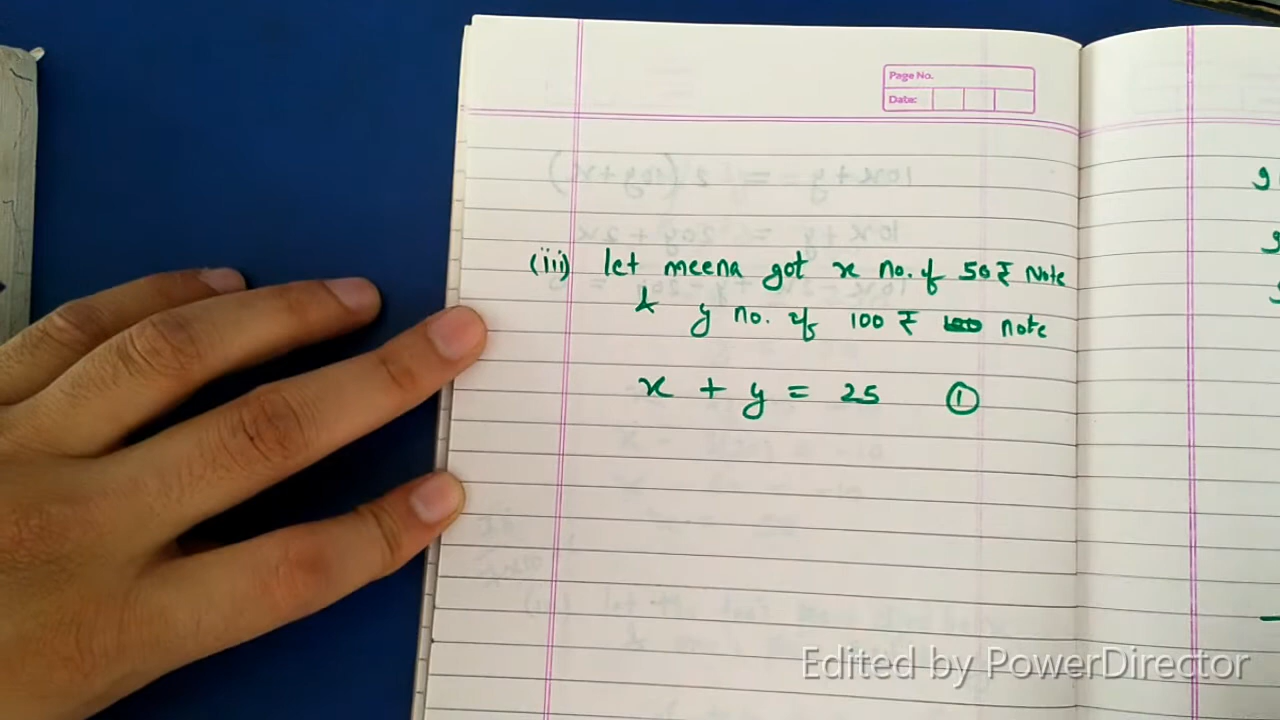 Page No.
Date:
(iii) let meena got x no. of 50 ₹ Note
& y no. of 100 ₹ note
x + y = 25 ①
Edited by PowerDirector